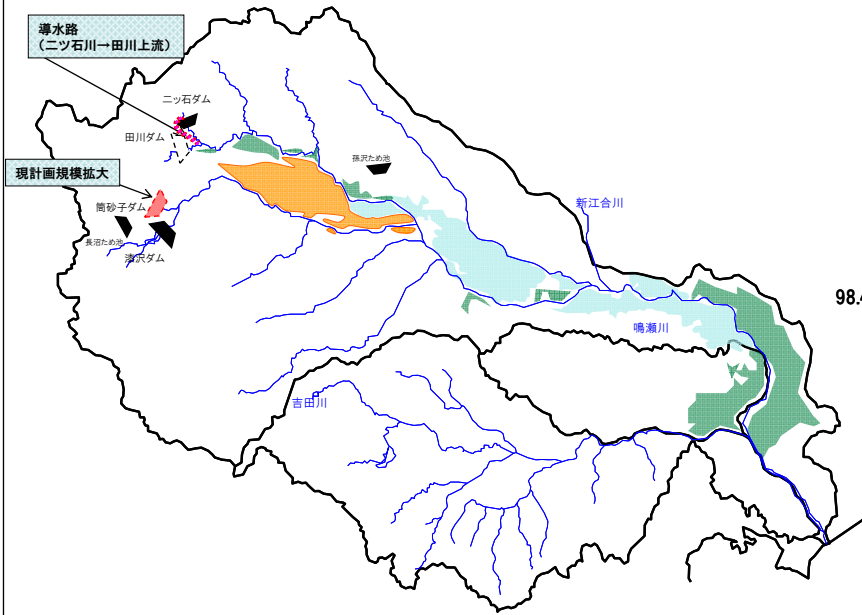 導水路
(二ツ石川→田川上流)
二ッ石ダム
田川ダム
孫沢ため池
現計画規模拡大
筒砂子ダム
新江合川
長沼ため池
漆沢ダム
98.4
鳴瀬川
吉田川